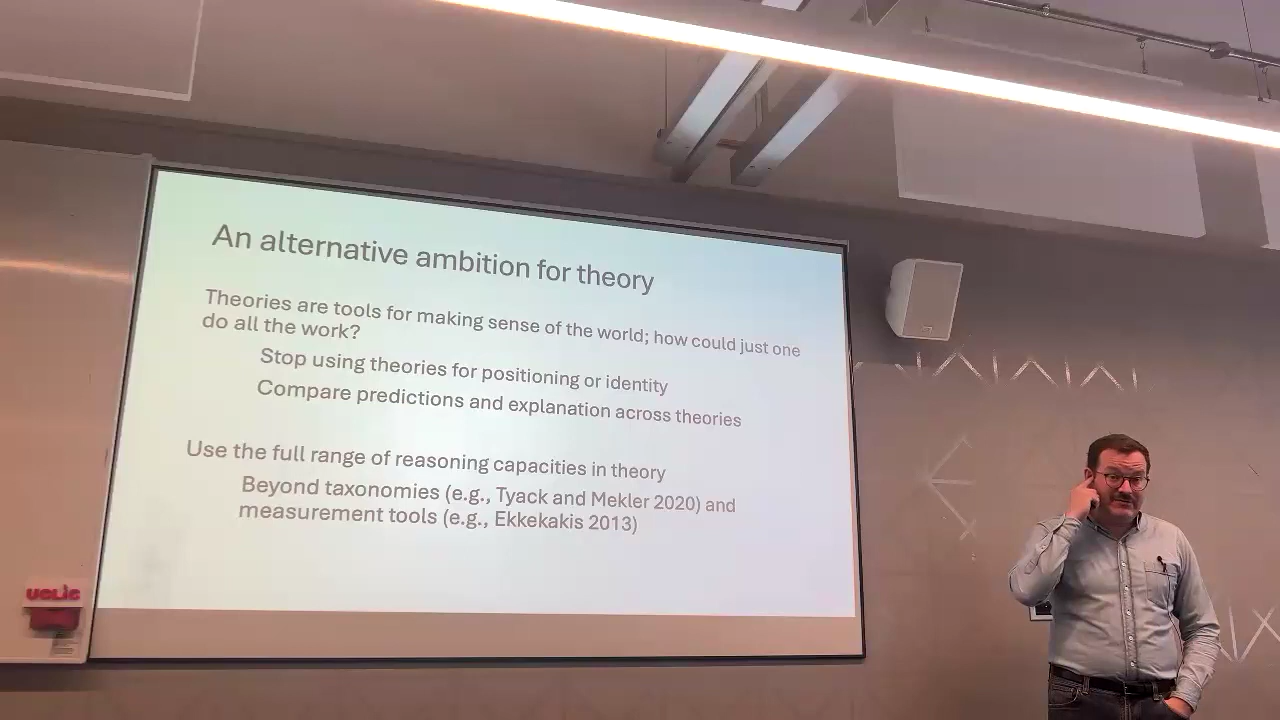 An alternative ambition for theory
Theories are tools for making sense of the world; how could just one
do all the work?
Stop using theories for positioning or identity
Compare predictions and explanation across theories
Use the full range of reasoning capacities in theory
Beyond taxonomies (e.g., Tyack and Mekler 2020) and
measurement tools (e.g., Ekkekakis 2013)
UCLIC